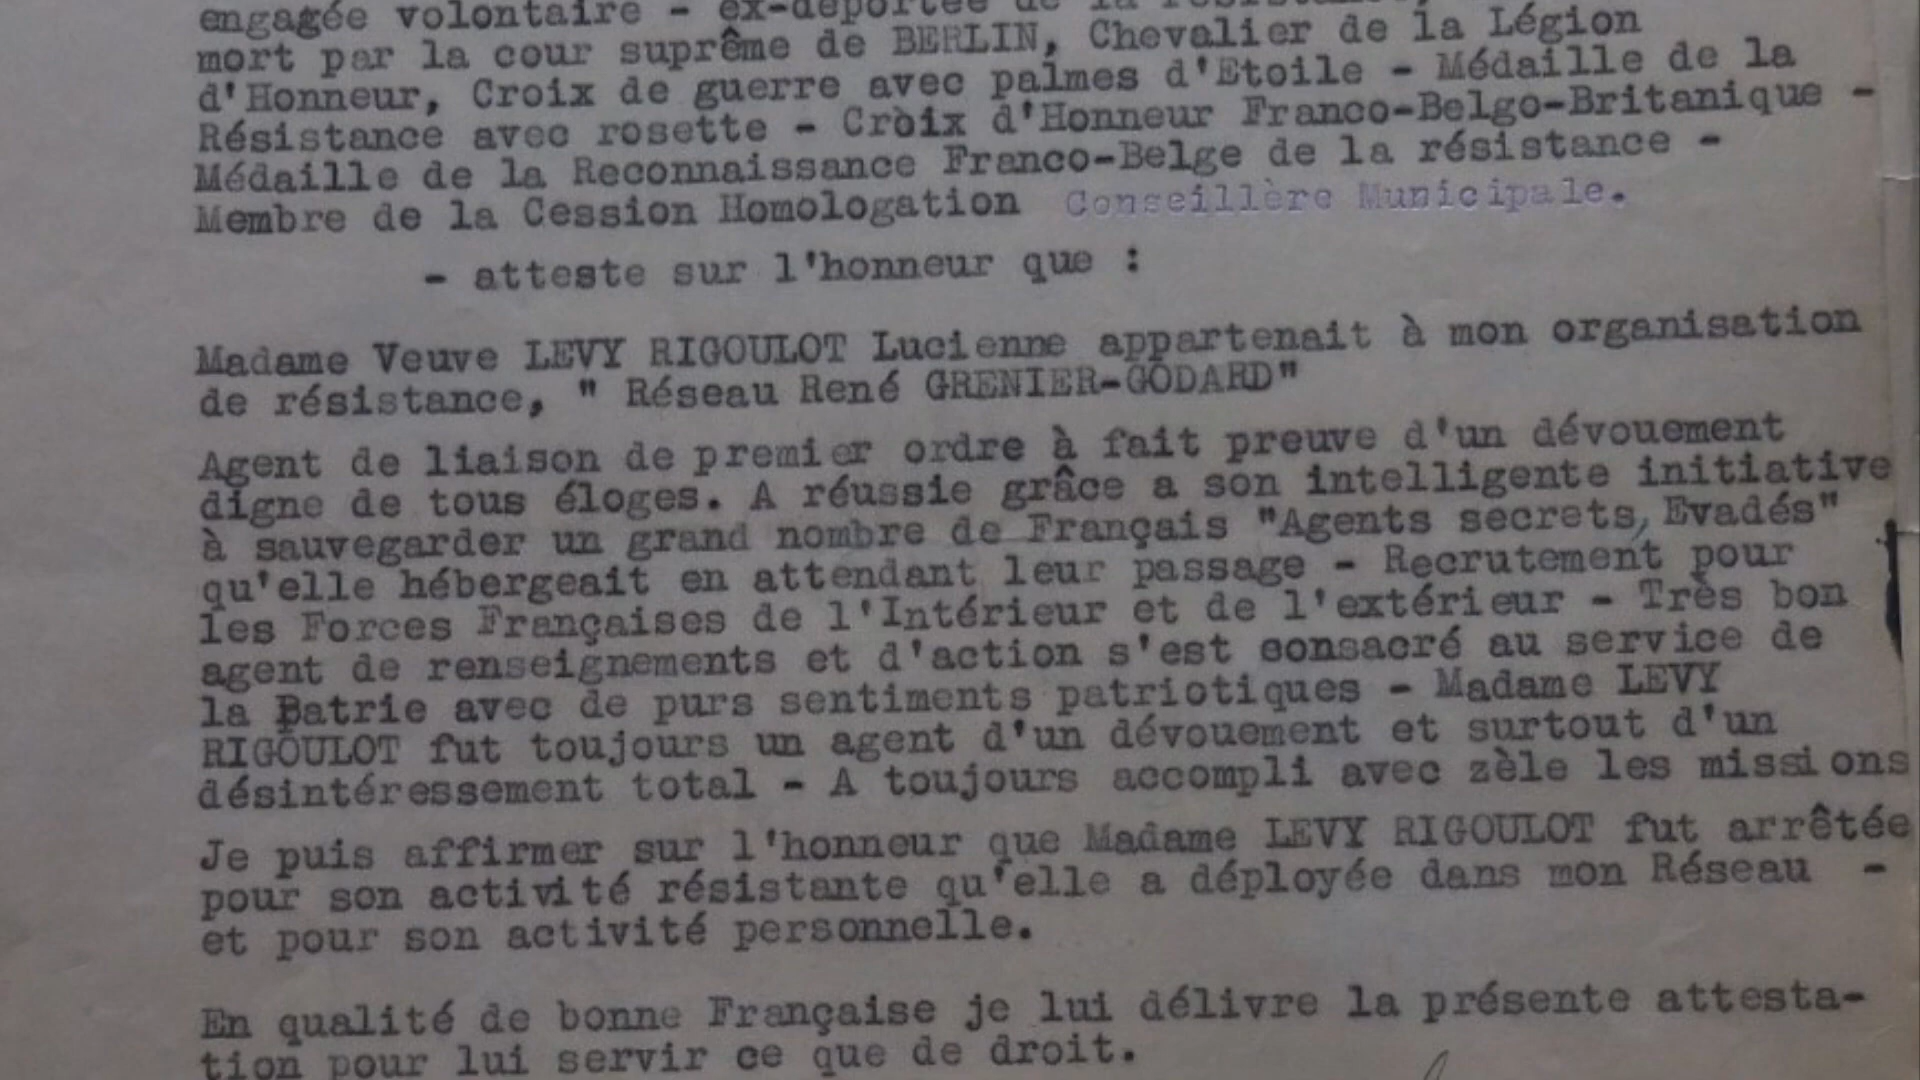 engagée volontaire - ex-déportée de la résistance,
mort par la cour suprême de BERLIN, Chevalier de la Légion
d'Honneur, Croix de guerre avec palmes d'Etoile - Médaille de la
Résistance avec rosette - Cròix d'Honneur Franco-Belgo-Britanique -
Médaille de la Reconnaissance Franco-Belge de la résistance -
Membre de la Cession Homologation Conseillère Municipale.
- atteste sur l'honneur que :
Madame Veuve LEVY RIGOULOT Lucienne appartenait à mon organisation
de résistance, " Réseau René GRENIER-GODARD"
Agent de liaison de premier ordre à fait preuve d'un dévouement
digne de tous éloges. A réussie grâce a son intelligente initiative
à sauvegarder un grand nombre de Français "Agents secrets, Evadés"
qu'elle hébergeait en attendant leur passage - Recrutement pour
les Forces Françaises de l'Intérieur et de l'extérieur - Très bon
agent de renseignements et d'action s'est consacré au service de
la Patrie avec de purs sentiments patriotiques - Madame LEVY
RIGOULOT fut toujours un agent d'un dévouement et surtout d'un
désintéressement total - A toujours accompli avec zèle les missions
Je puis affirmer sur l'honneur que Madame LEVY RIGOULOT fut arrêtée
pour son activité résistante qu'elle a déployée dans mon Réseau -
et pour son activité personnelle.
En qualité de bonne Française je lui délivre la présente attesta-
tion pour lui servir ce que de droit.